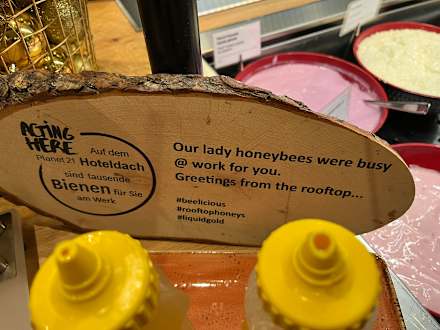 ACTING
HERE
Planet 21
Auf dem
Hoteldach
sind tausende
Bienen für Sie
am Werk
Our lady honeybees were busy
@ work for you.
Greetings from the rooftop...
#beelicious
#rooftophoneys
#liquidgold